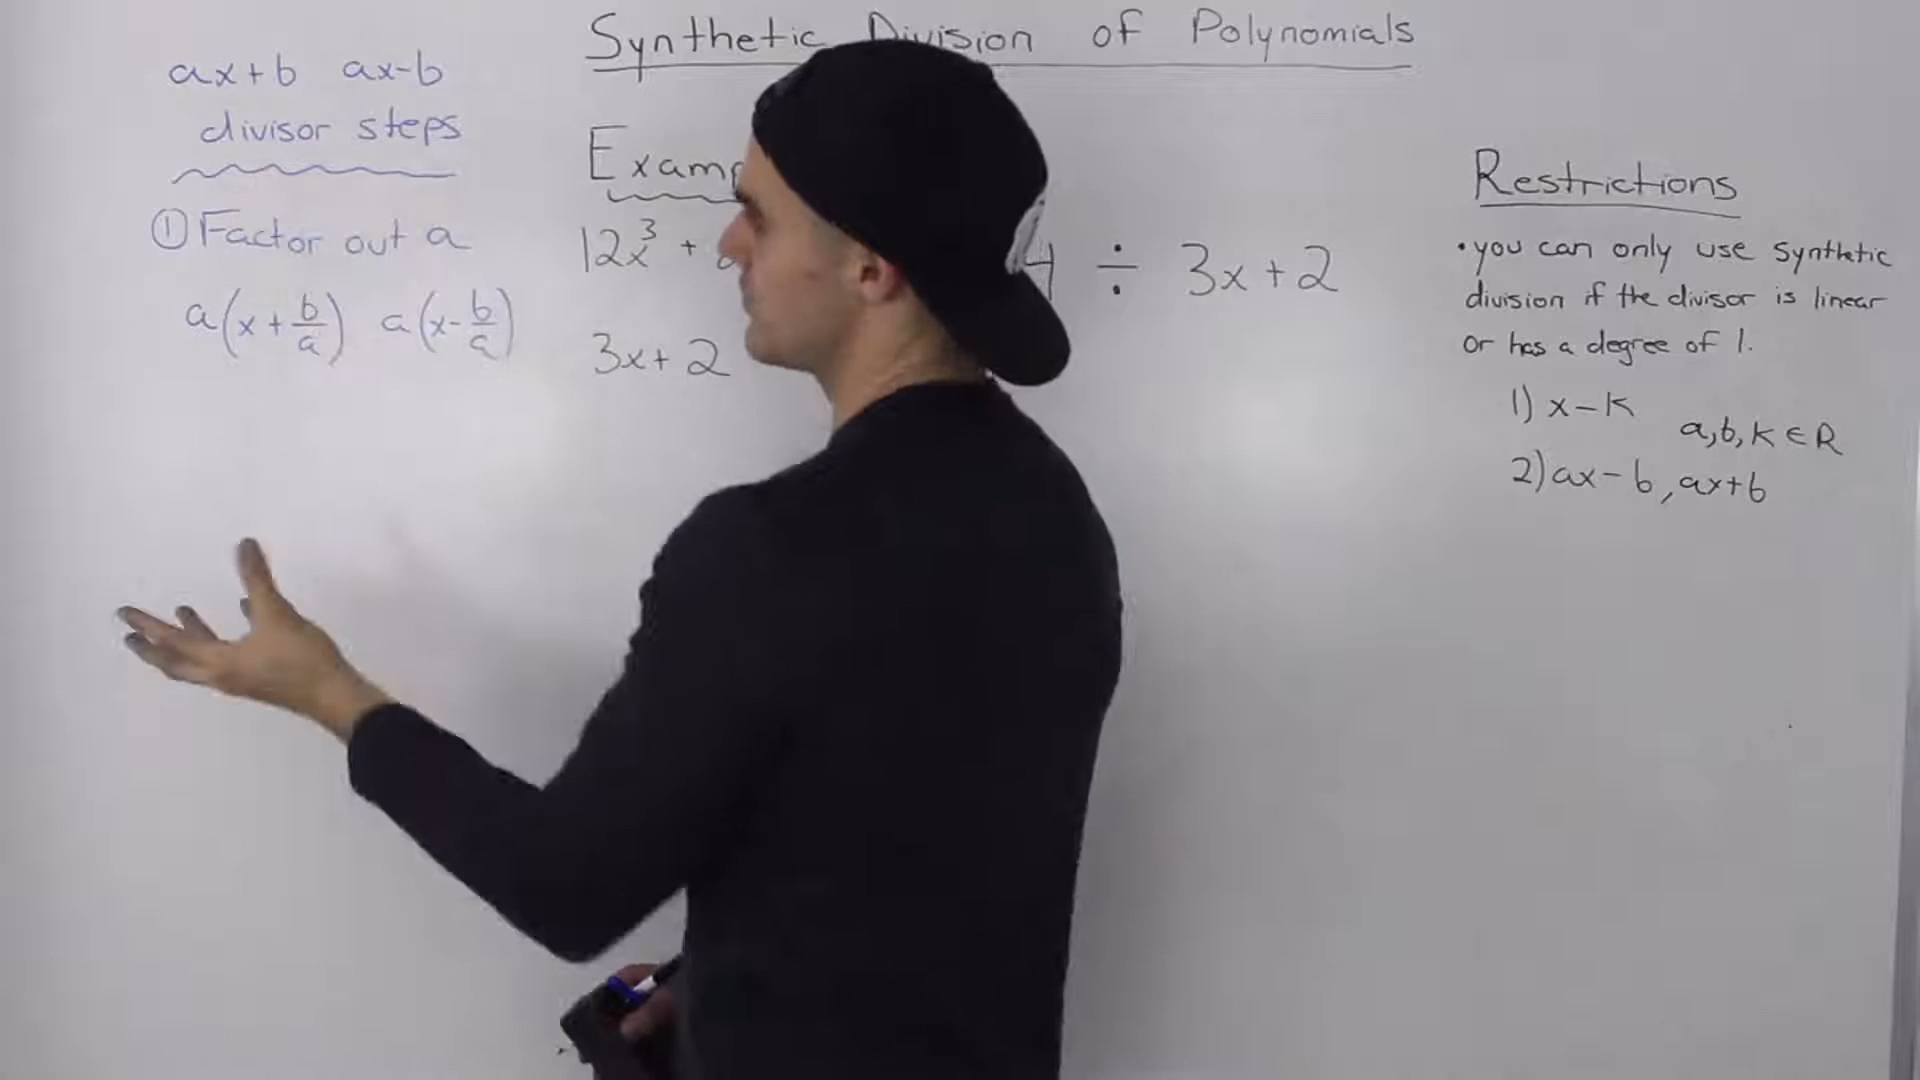 Synthetic Division of Polynomials
ax+b ax-b
divisor steps
① Factor out a
a(x + b/a) a(x - b/a)
12x³ + 4 ÷ 3x + 2
3x + 2
Restrictions
• you can only use synthetic
division if the divisor is linear
or has a degree of 1.
1) x - k
a, b, k ∈ R
2) ax - b, ax + b